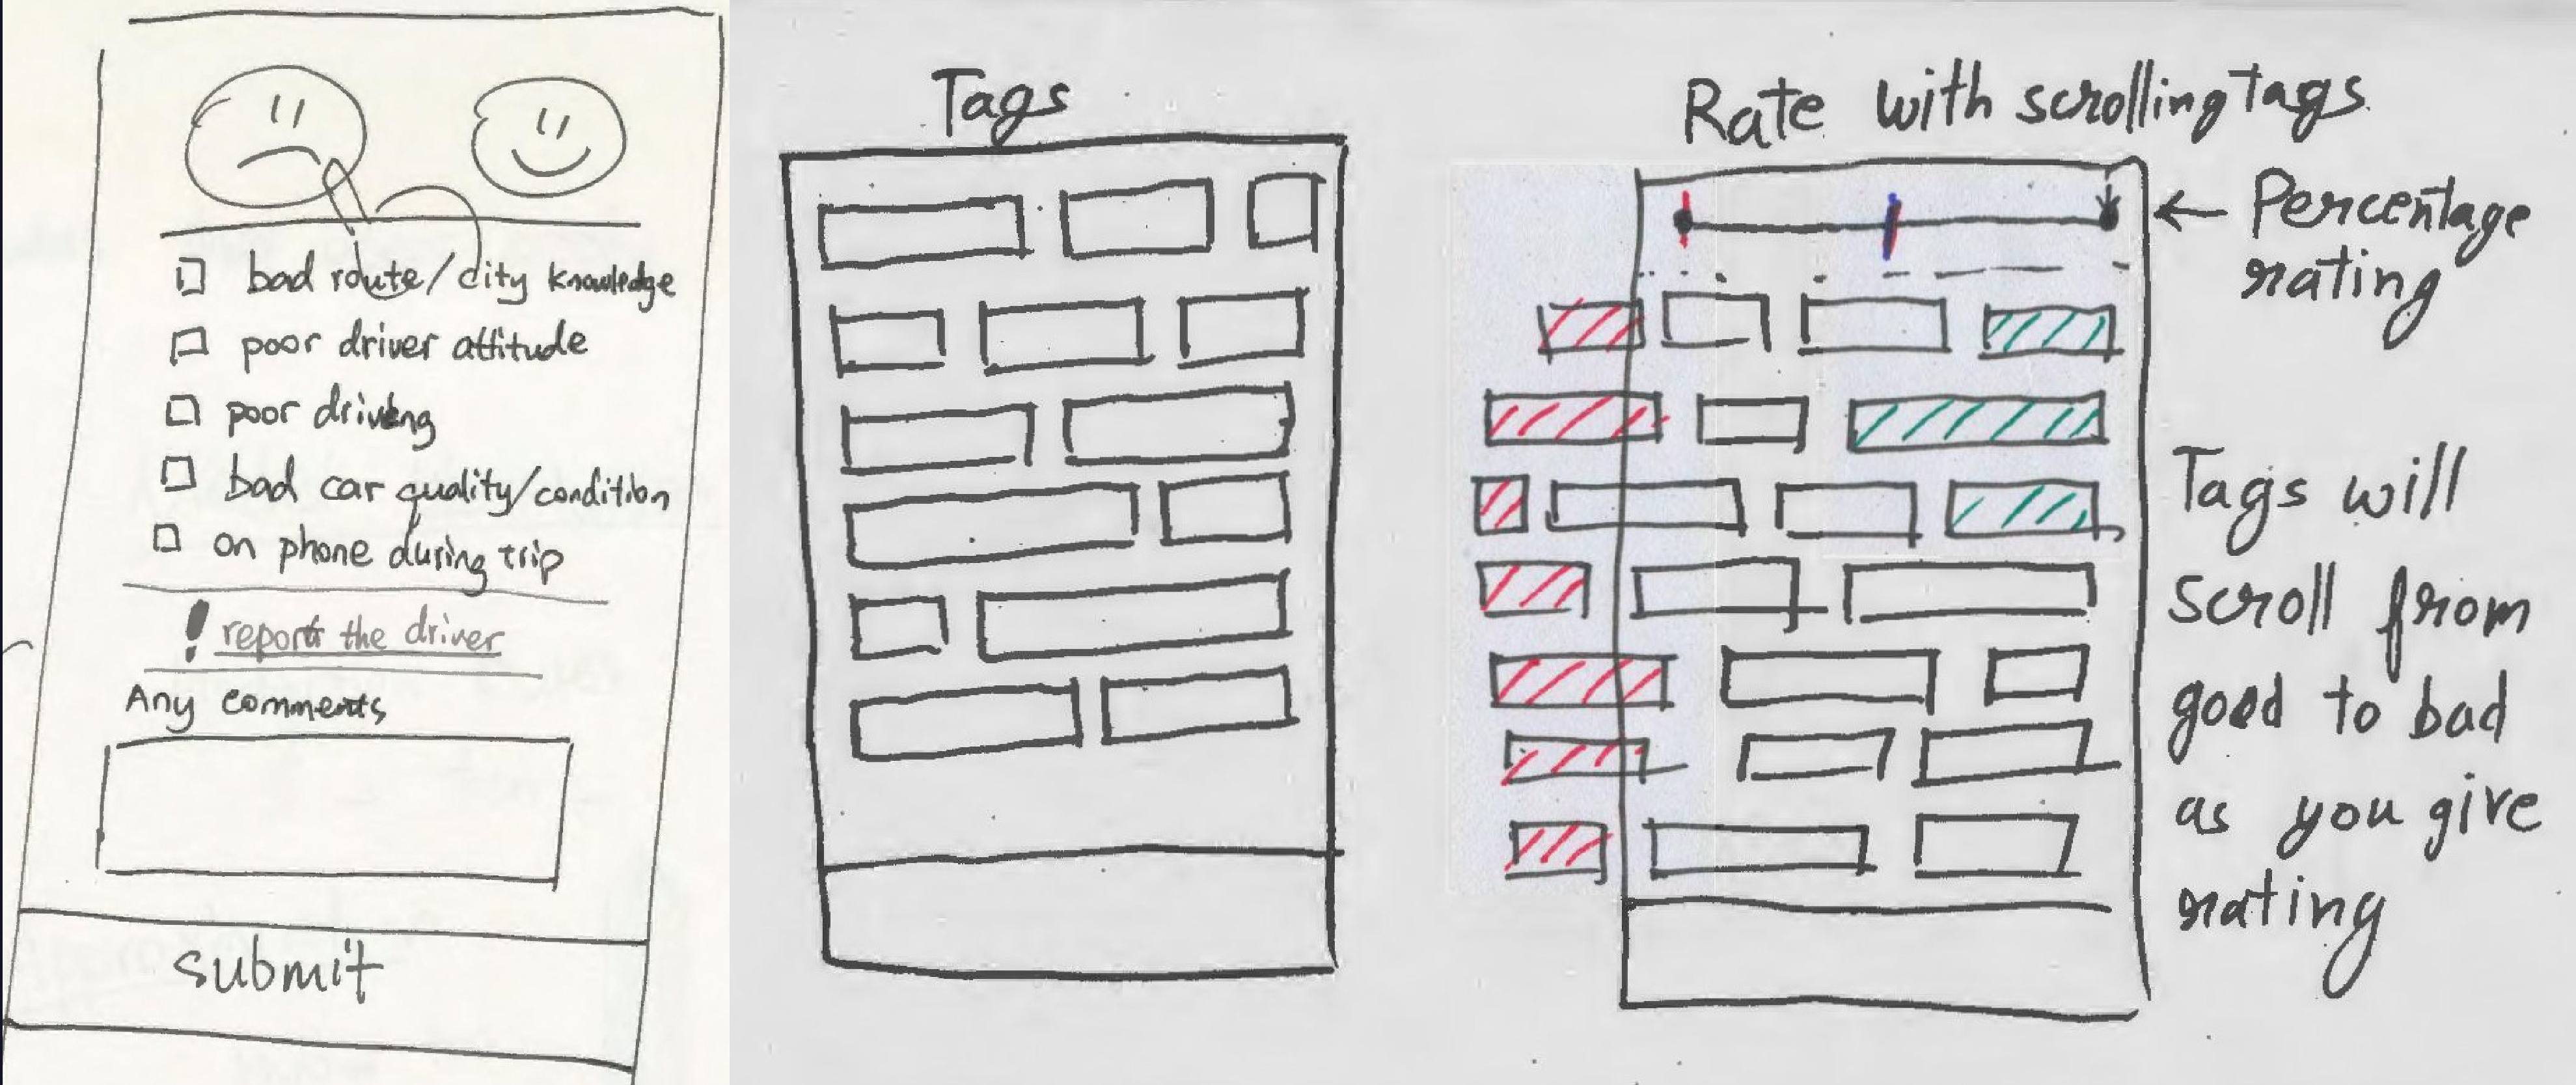 bad route/city knowledge
poor driver attitude
poor driving
bad car quality/condition
on phone during trip
! report the driver
Any comments
submit
Tags
Rate with scrolling tags
← Percentage
rating
Tags will
scroll from
good to bad
as you give
rating